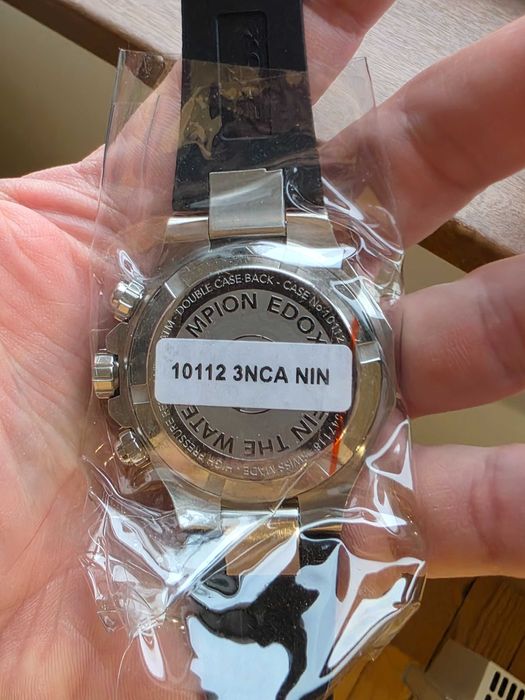 DOUBLE CASE BACK - CASE No.
MPION EDOX
10112 3NCA NIN
IN THE WATE
SWISS MADE
HIGH PRESSURE